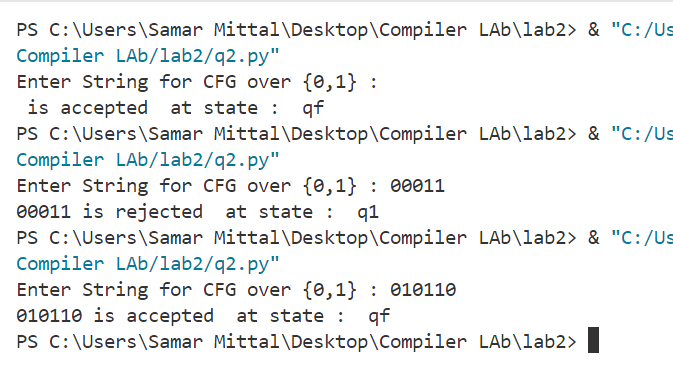 PS C:\Users\Samar Mittal\Desktop\Compiler LAb\lab2> & "C:/Us
Compiler LAb/lab2/q2.py"
Enter String for CFG over {0,1} :
 is accepted  at state :  qf
PS C:\Users\Samar Mittal\Desktop\Compiler LAb\lab2> & "C:/Us
Compiler LAb/lab2/q2.py"
Enter String for CFG over {0,1} : 00011
00011 is rejected  at state :  q1
PS C:\Users\Samar Mittal\Desktop\Compiler LAb\lab2> & "C:/Us
Compiler LAb/lab2/q2.py"
Enter String for CFG over {0,1} : 010110
010110 is accepted  at state :  qf
PS C:\Users\Samar Mittal\Desktop\Compiler LAb\lab2>